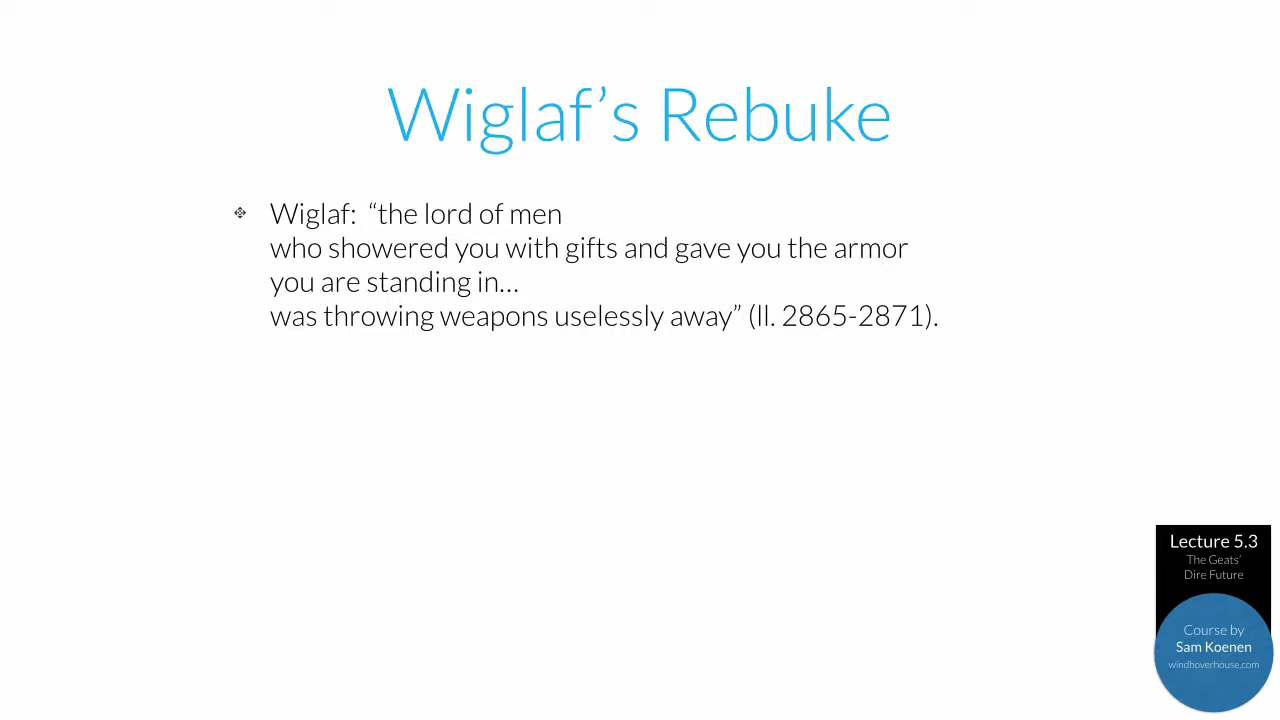 Wiglaf’s Rebuke
Wiglaf:  “the lord of men
who showered you with gifts and gave you the armor
you are standing in…
was throwing weapons uselessly away” (ll. 2865-2871).
Lecture 5.3
The Geats’
Dire Future
Course by
Sam Koenen
windhoverhouse.com